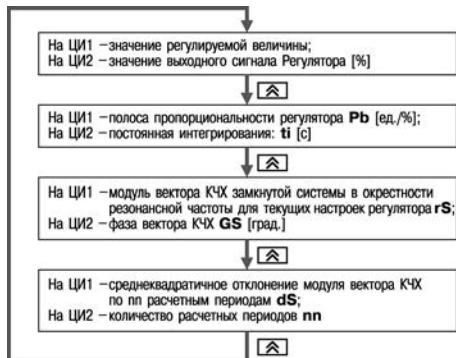 На ЦИ1 – значение регулируемой величины;
На ЦИ2 – значение выходного сигнала Регулятора [%]
На ЦИ1 – полоса пропорциональности регулятора Pb [ед./%];
На ЦИ2 – постоянная интегрирования: ti [с]
На ЦИ1 – модуль вектора КЧХ замкнутой системы в окрестности
резонансной частоты для текущих настроек регулятора rS;
На ЦИ2 – фаза вектора КЧХ GS [град.]
На ЦИ1 – среднеквадратичное отклонение модуля вектора КЧХ
по nn расчетным периодам dS;
На ЦИ2 – количество расчетных периодов nn